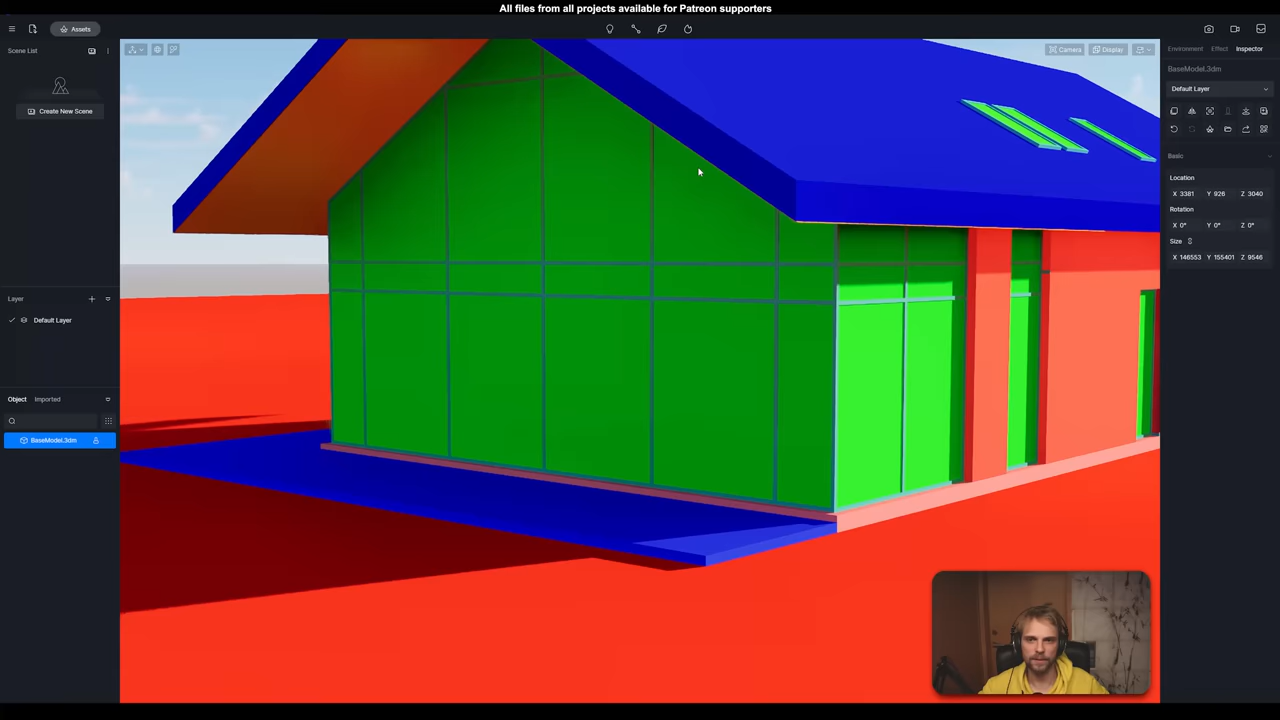 All files from all projects available for Patreon supporters
Assets
Scene List
Create New Scene
Layer
Default Layer
Object Imported
BaseModel.3dm
Camera Display
Environment Effect Inspector
BaseModel.3dm
Default Layer
Basic
Location
X 3381 Y 926 Z 3040
Rotation
X 0° Y 0° Z 0°
Size
X 146553 Y 155401 Z 9546